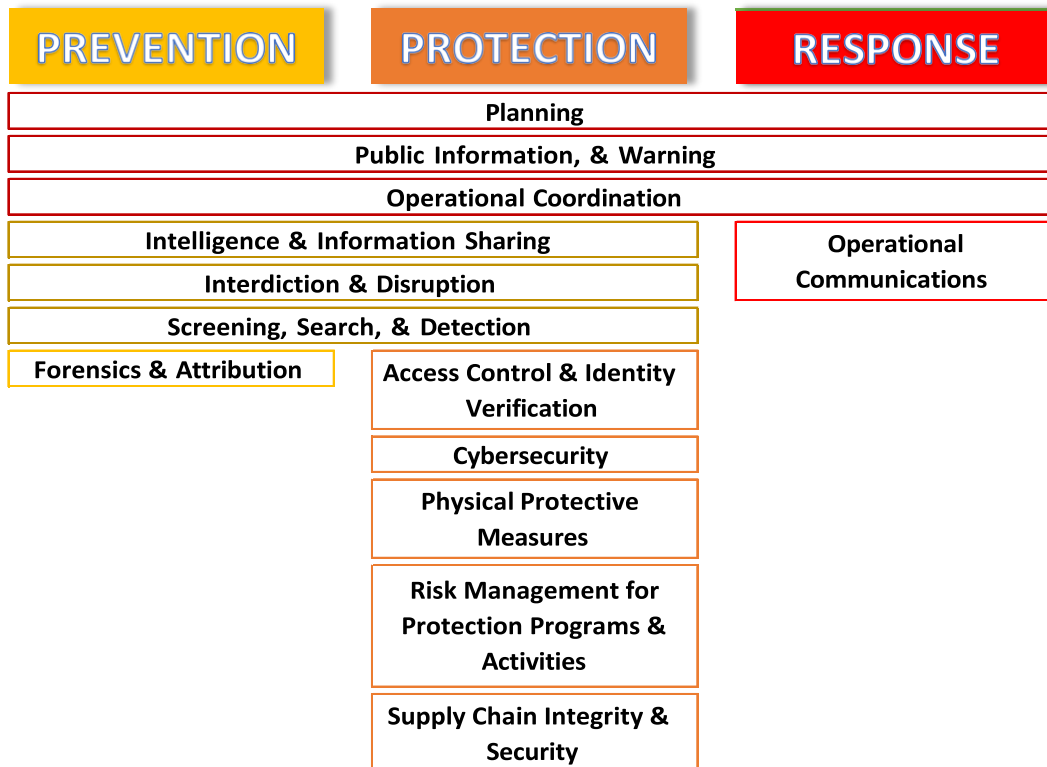 PREVENTION PROTECTION RESPONSE
Planning
Public Information, & Warning
Operational Coordination
Intelligence & Information Sharing
Operational
Communications
Interdiction & Disruption
Screening, Search, & Detection
Forensics & Attribution
Access Control & Identity
Verification
Cybersecurity
Physical Protective
Measures
Risk Management for
Protection Programs &
Activities
Supply Chain Integrity &
Security